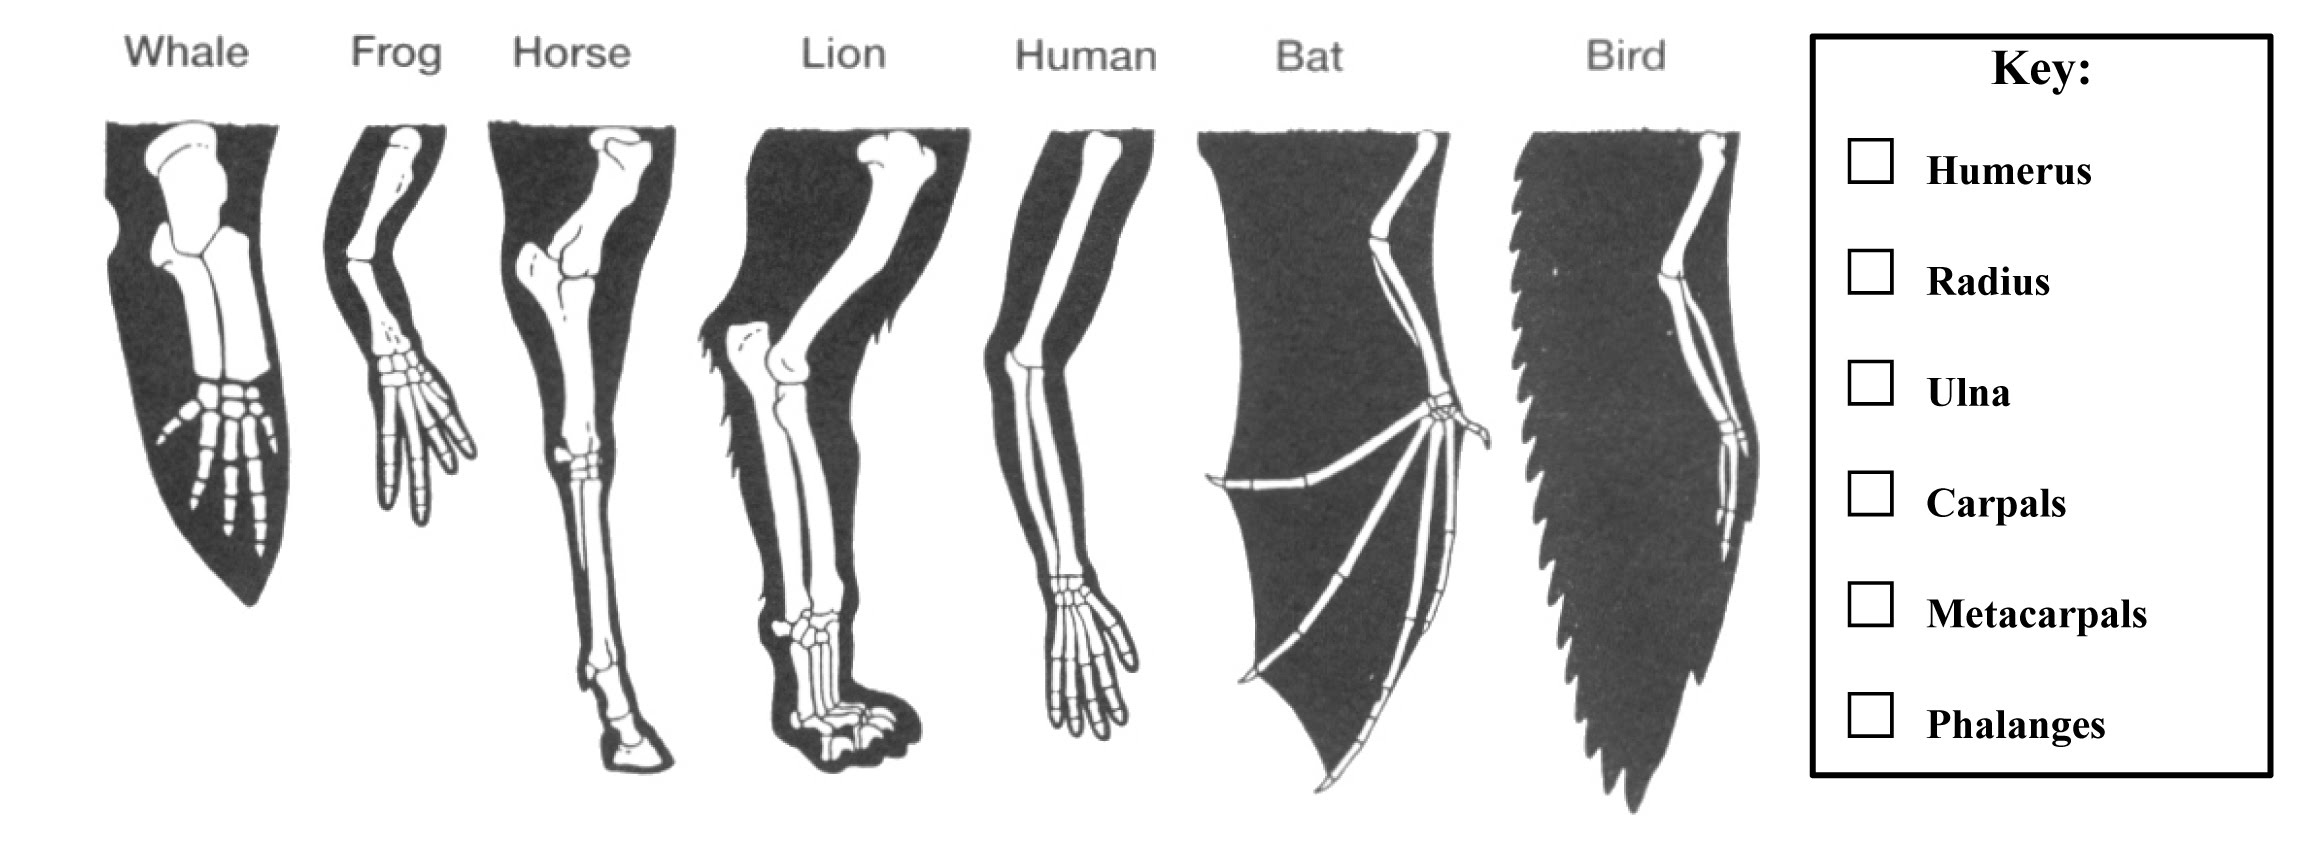 Whale Frog Horse Lion Human Bat Bird
Key:
Humerus
Radius
Ulna
Carpals
Metacarpals
Phalanges